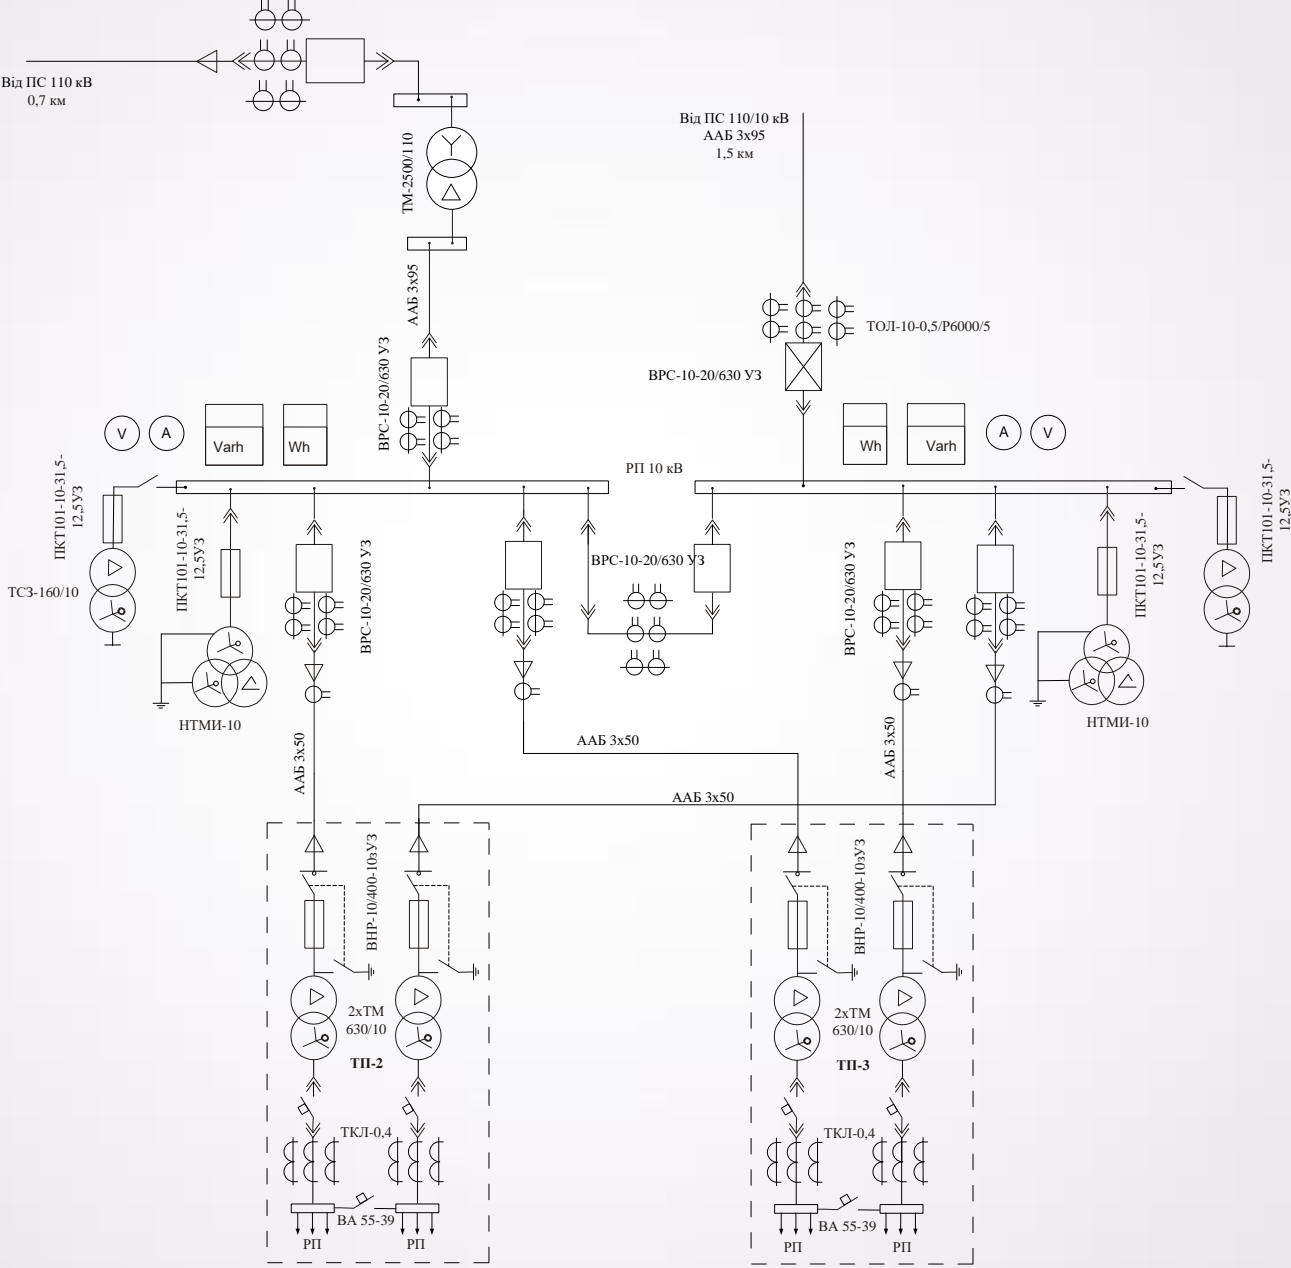 Від ПС 110 кВ
0,7 км
ТМ-2500/110
Від ПС 110/10 кВ
ААБ 3х95
1,5 км
ААБ 3х95
ТОЛ-10-0,5/Р6000/5
ВРС-10-20/630 УЗ
ВРС-10-20/630 УЗ
V
A
Varh
Wh
Wh
Varh
A
V
РП 10 кВ
ПКТ101-10-31,5-
12,5УЗ
ПКТ101-10-31,5-
12,5УЗ
ВРС-10-20/630 УЗ
ВРС-10-20/630 УЗ
ВРС-10-20/630 УЗ
ПКТ101-10-31,5-
12,5УЗ
ПКТ101-10-31,5-
12,5УЗ
ТСЗ-160/10
НТМИ-10
НТМИ-10
ААБ 3х50
ААБ 3х50
ААБ 3х50
ААБ 3х50
ВНР-10/400-10зУЗ
ВНР-10/400-10зУЗ
2хТМ
630/10
ТП-2
2хТМ
630/10
ТП-3
ТКЛ-0,4
ТКЛ-0,4
ВА 55-39
ВА 55-39
РП
РП
РП
РП